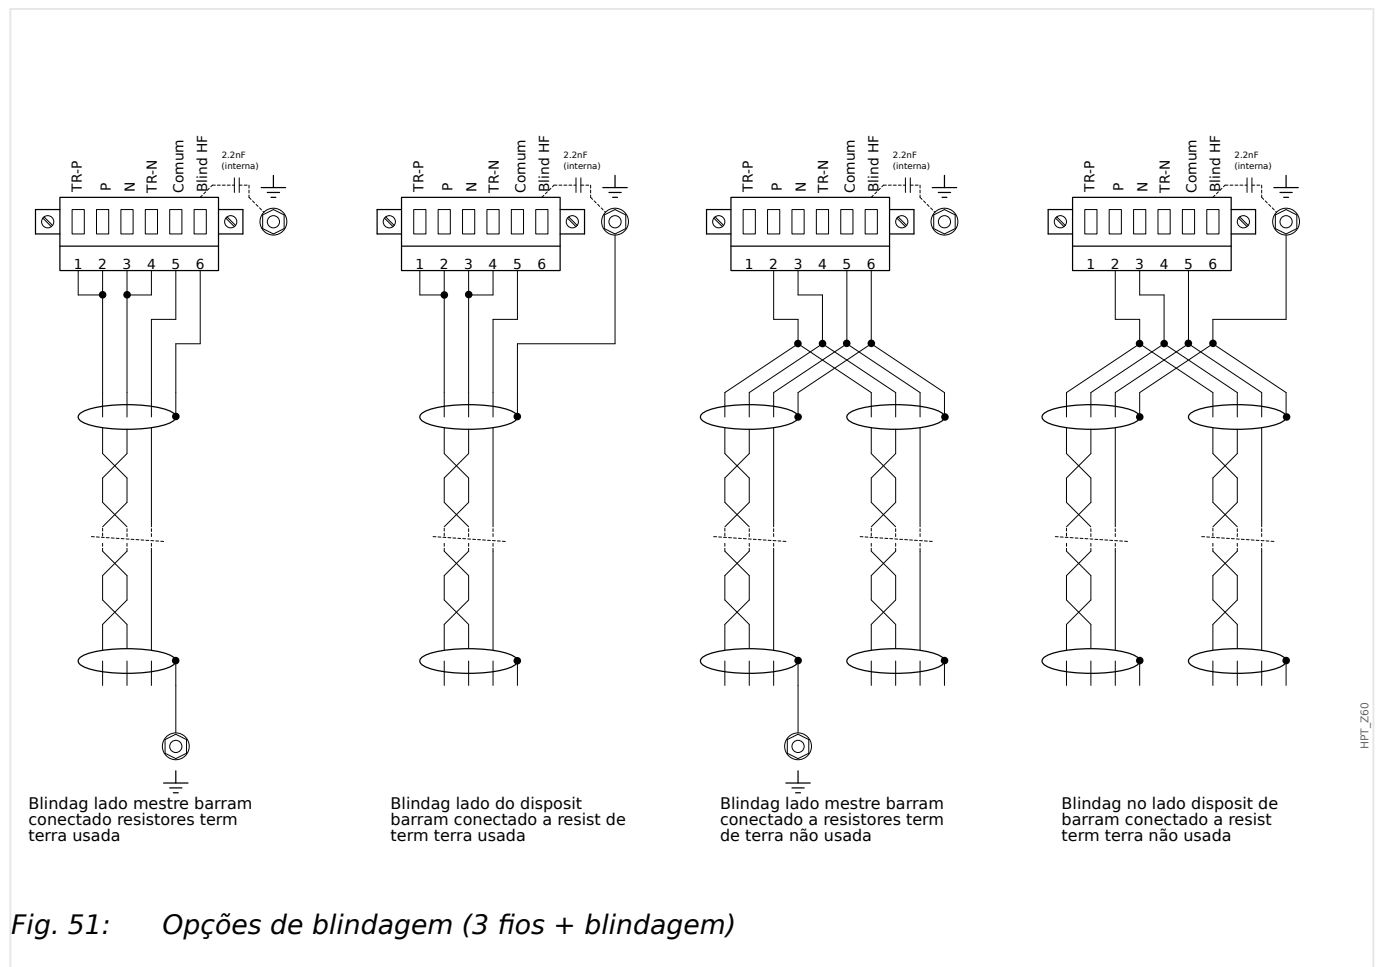 TR-P
P
N
TR-N
Comum
Blind HF
2.2nF
(interna)
1 2 3 4 5 6
TR-P
P
N
TR-N
Comum
Blind HF
2.2nF
(interna)
1 2 3 4 5 6
TR-P
P
N
TR-N
Comum
Blind HF
2.2nF
(interna)
1 2 3 4 5 6
TR-P
P
N
TR-N
Comum
Blind HF
2.2nF
(interna)
1 2 3 4 5 6
HPT_Z60
Blindag lado mestre barram
conectado resistores term
terra usada
Blindag lado do disposit
barram conectado a resist de
term terra usada
Blindag lado mestre barram
conectado a resistores term
de terra não usada
Blindag no lado disposit de
barram conectado a resist
term terra não usada
Fig. 51: Opções de blindagem (3 fios + blindagem)